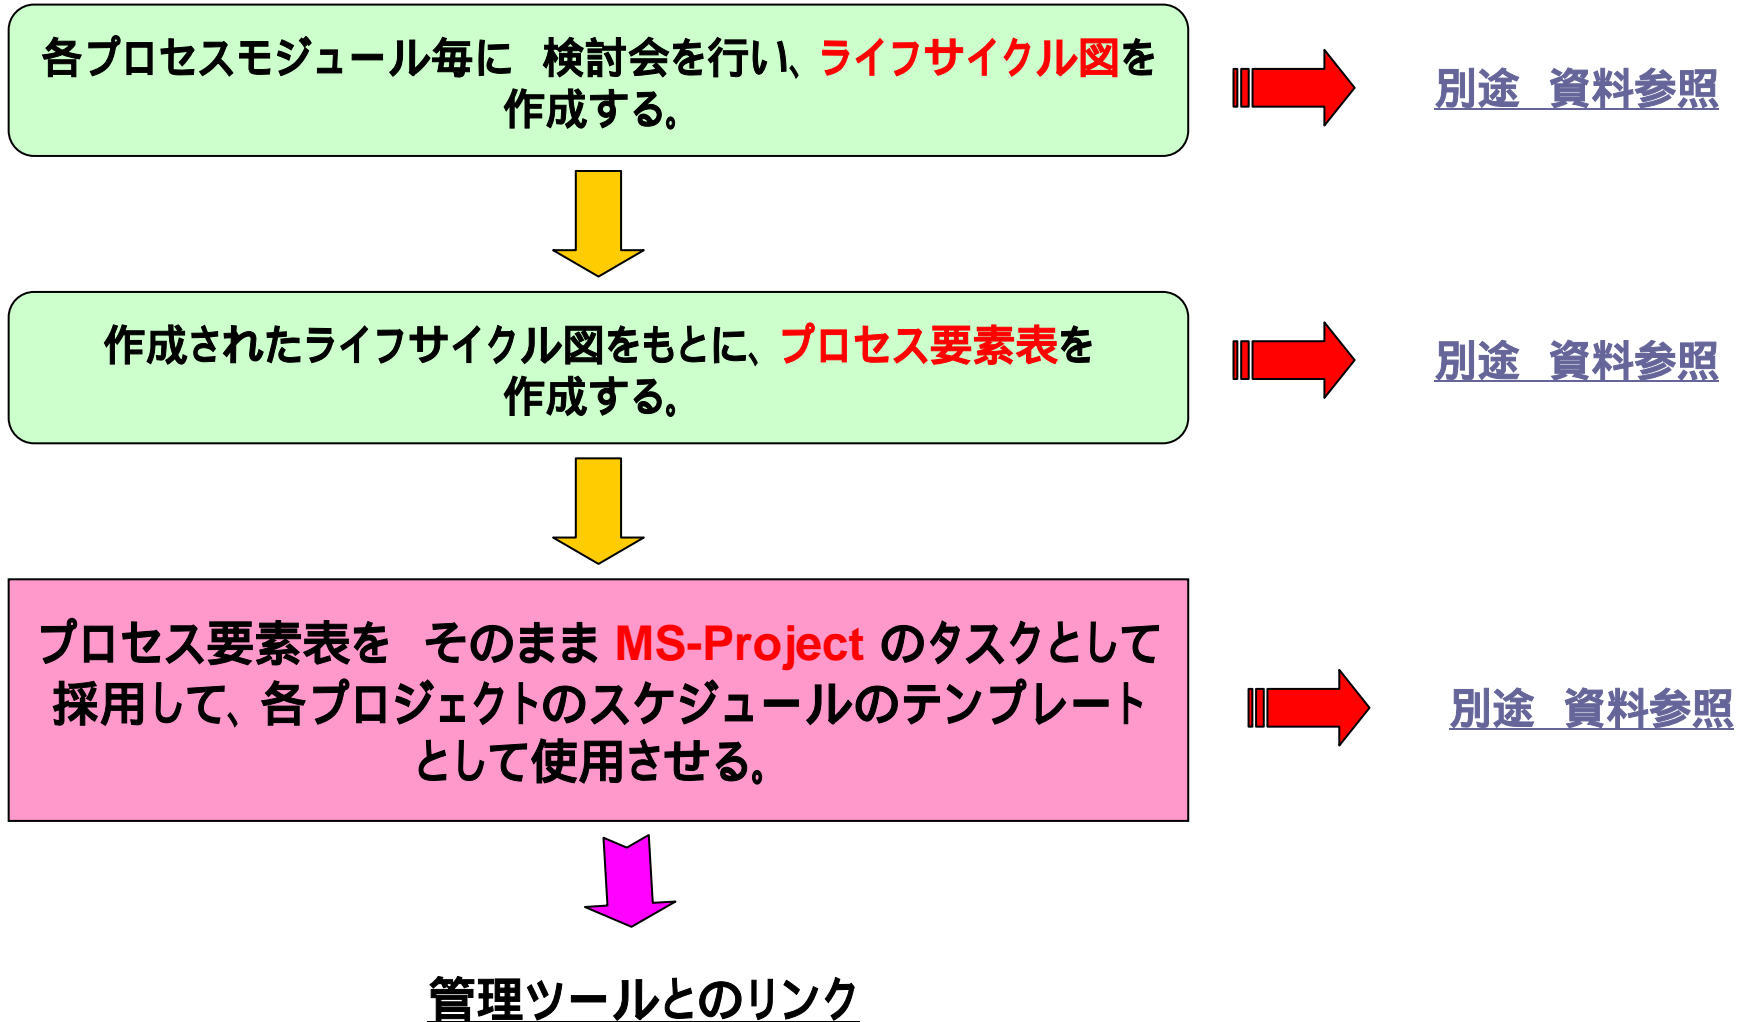 各プロセスモジュール毎に　検討会を行い、ライフサイクル図を
作成する。
別途　資料参照
作成されたライフサイクル図をもとに、プロセス要素表を
作成する。
別途　資料参照
プロセス要素表を　そのまま MS-Project のタスクとして
採用して、各プロジェクトのスケジュールのテンプレート
として使用させる。
別途　資料参照
管理ツールとのリンク